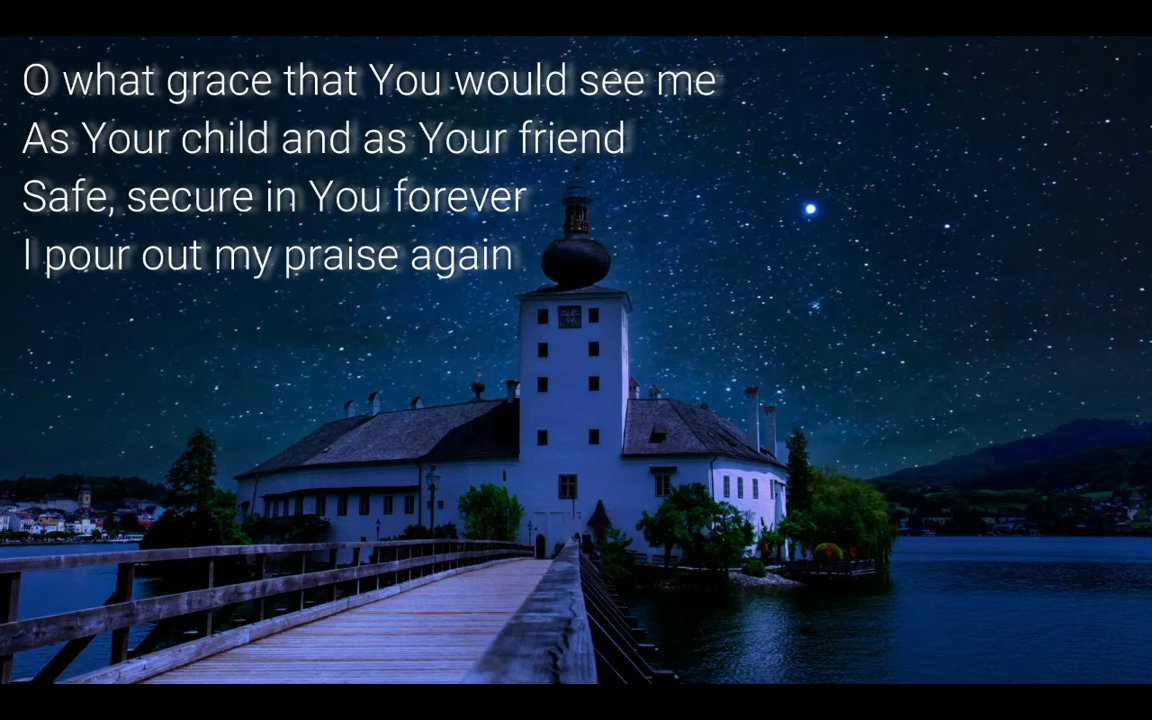 O what grace that You would see me
As Your child and as Your friend
Safe, secure in You forever
I pour out my praise again